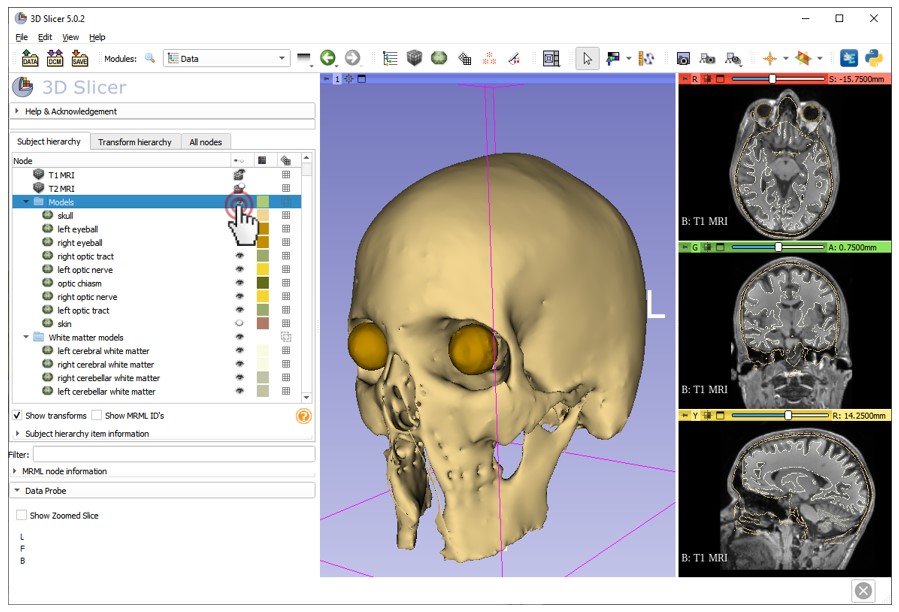 3D Slicer 5.0.2
File Edit View Help
DATA DCM SAVE Modules: Data
3D Slicer
Help & Acknowledgement
Subject hierarchy Transform hierarchy All nodes
Node
T1 MRI
T2 MRI
Models
skull
left eyeball
right eyeball
right optic tract
left optic nerve
optic chiasm
right optic nerve
left optic tract
skin
White matter models
left cerebral white matter
right cerebral white matter
right cerebellar white matter
left cerebellar white matter
Show transforms Show MRML ID's ?
Subject hierarchy item information
Filter:
MRML node information
Data Probe
Show Zoomed Slice
L
F
B
1
L
R S: -15.7500mm
B: T1 MRI
G A: 0.7500mm
B: T1 MRI
Y R: 14.2500mm
B: T1 MRI